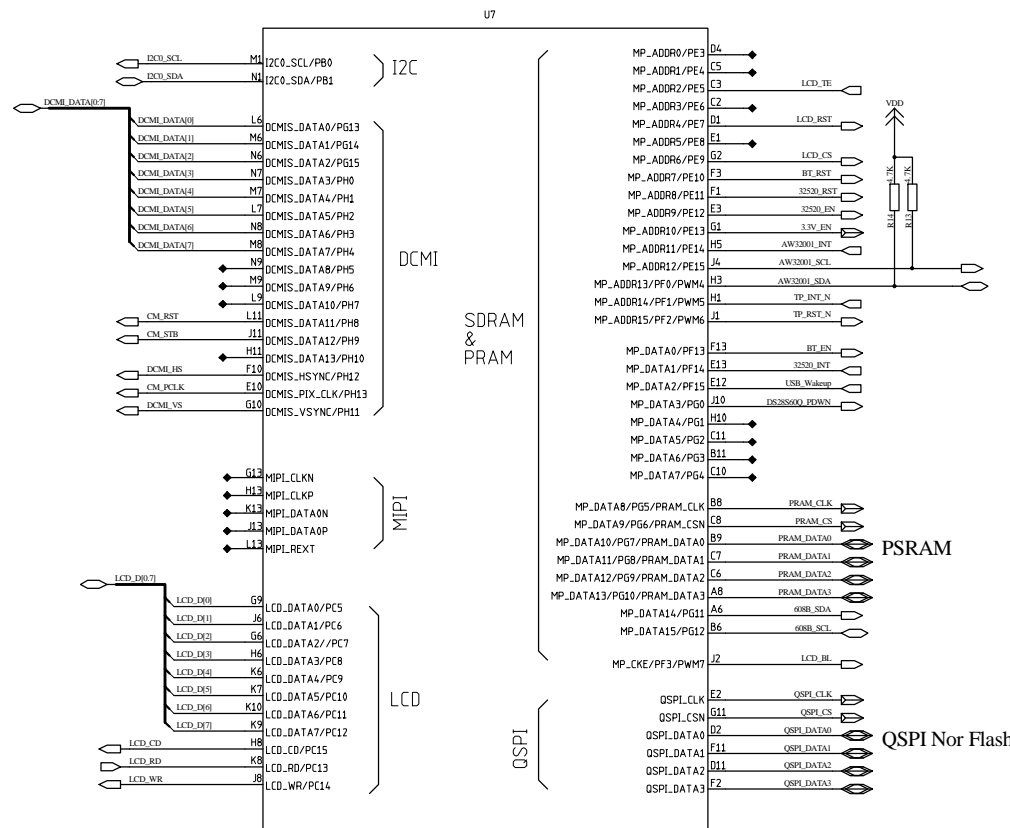 U7
I2C0_SCL M1 I2C0_SCL/PB0
I2C0_SDA N1 I2C0_SDA/PB1
I2C
DCMI_DATA[0:7]
DCMI_DATA[0] L6 DCMIS_DATA0/PG13
DCMI_DATA[1] M6 DCMIS_DATA1/PG14
DCMI_DATA[2] N6 DCMIS_DATA2/PG15
DCMI_DATA[3] N7 DCMIS_DATA3/PH0
DCMI_DATA[4] M7 DCMIS_DATA4/PH1
DCMI_DATA[5] L7 DCMIS_DATA5/PH2
DCMI_DATA[6] N8 DCMIS_DATA6/PH3
DCMI_DATA[7] M8 DCMIS_DATA7/PH4
N9 DCMIS_DATA8/PH5
M9 DCMIS_DATA9/PH6
L9 DCMIS_DATA10/PH7
CM_RST L11 DCMIS_DATA11/PH8
CM_STB J11 DCMIS_DATA12/PH9
H11 DCMIS_DATA13/PH10
DCMI_HS F10 DCMIS_HSYNC/PH12
CM_PCLK E10 DCMIS_PIX_CLK/PH13
DCMI_VS G10 DCMIS_VSYNC/PH11
DCMI
G13 MIPI_CLKN
H13 MIPI_CLKP
K13 MIPI_DATA0N
J13 MIPI_DATA0P
L13 MIPI_REXT
MIPI
LCD_D[0.7]
LCD_D[0] G9 LCD_DATA0/PC5
LCD_D[1] J6 LCD_DATA1/PC6
LCD_D[2] G6 LCD_DATA2//PC7
LCD_D[3] H6 LCD_DATA3/PC8
LCD_D[4] K6 LCD_DATA4/PC9
LCD_D[5] K7 LCD_DATA5/PC10
LCD_D[6] K10 LCD_DATA6/PC11
LCD_D[7] K9 LCD_DATA7/PC12
LCD_CD H8 LCD_CD/PC15
LCD_RD K8 LCD_RD/PC13
LCD_WR J8 LCD_WR/PC14
LCD
SDRAM
&
PRAM
MP_ADDR0/PE3 D4
MP_ADDR1/PE4 C5
MP_ADDR2/PE5 C3 LCD_TE
MP_ADDR3/PE6 C2
MP_ADDR4/PE7 D1 LCD_RST
MP_ADDR5/PE8 E1
MP_ADDR6/PE9 G2 LCD_CS
MP_ADDR7/PE10 F3 BT_RST
MP_ADDR8/PE11 F1 32520_RST
MP_ADDR9/PE12 E3 32520_EN
MP_ADDR10/PE13 G1 3.3V_EN
MP_ADDR11/PE14 H5 AW32001_INT
MP_ADDR12/PE15 J4 AW32001_SCL
MP_ADDR13/PF0/PWM4 H3 AW32001_SDA
MP_ADDR14/PF1/PWM5 H1 TP_INT_N
MP_ADDR15/PF2/PWM6 J1 TP_RST_N
VDD
4.7K
R14
4.7K
R13
MP_DATA0/PF13 F13 BT_EN
MP_DATA1/PF14 E13 32520_INT
MP_DATA2/PF15 E12 USB_Wakeup
MP_DATA3/PG0 J10 DS28S60Q_PDWN
MP_DATA4/PG1 H10
MP_DATA5/PG2 C11
MP_DATA6/PG3 B11
MP_DATA7/PG4 C10
MP_DATA8/PG5/PRAM_CLK B8 PRAM_CLK
MP_DATA9/PG6/PRAM_CSN C8 PRAM_CS
MP_DATA10/PG7/PRAM_DATA0 B9 PRAM_DATA0
MP_DATA11/PG8/PRAM_DATA1 C7 PRAM_DATA1
MP_DATA12/PG9/PRAM_DATA2 C6 PRAM_DATA2
MP_DATA13/PG10/PRAM_DATA3 A8 PRAM_DATA3
PSRAM
MP_DATA14/PG11 A6 608B_SDA
MP_DATA15/PG12 B6 608B_SCL
MP_CKE/PF3/PWM7 J2 LCD_BL
QSPI
QSPI_CLK E2 QSPI_CLK
QSPI_CSN G11 QSPI_CS
QSPI_DATA0 D2 QSPI_DATA0
QSPI_DATA1 F11 QSPI_DATA1
QSPI_DATA2 D11 QSPI_DATA2
QSPI_DATA3 F2 QSPI_DATA3
QSPI Nor Flash